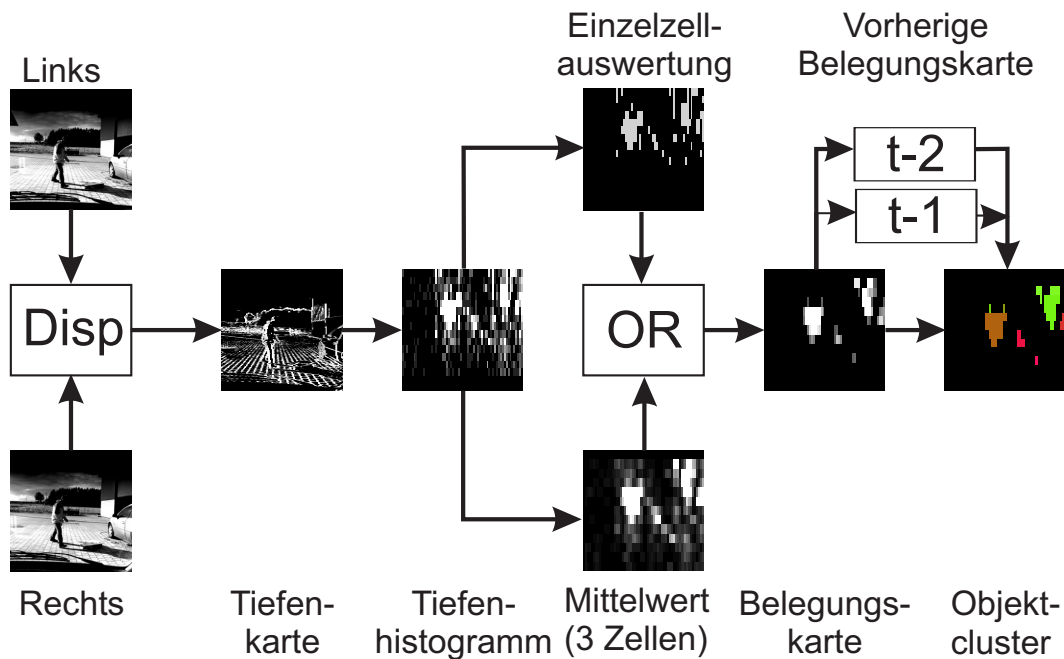 Links
Einzelzell-
auswertung
Vorherige
Belegungskarte
t-2
t-1
Disp
OR
Rechts
Tiefen-
karte
Tiefen-
histogramm
Mittelwert
(3 Zellen)
Belegungs-
karte
Objekt-
cluster